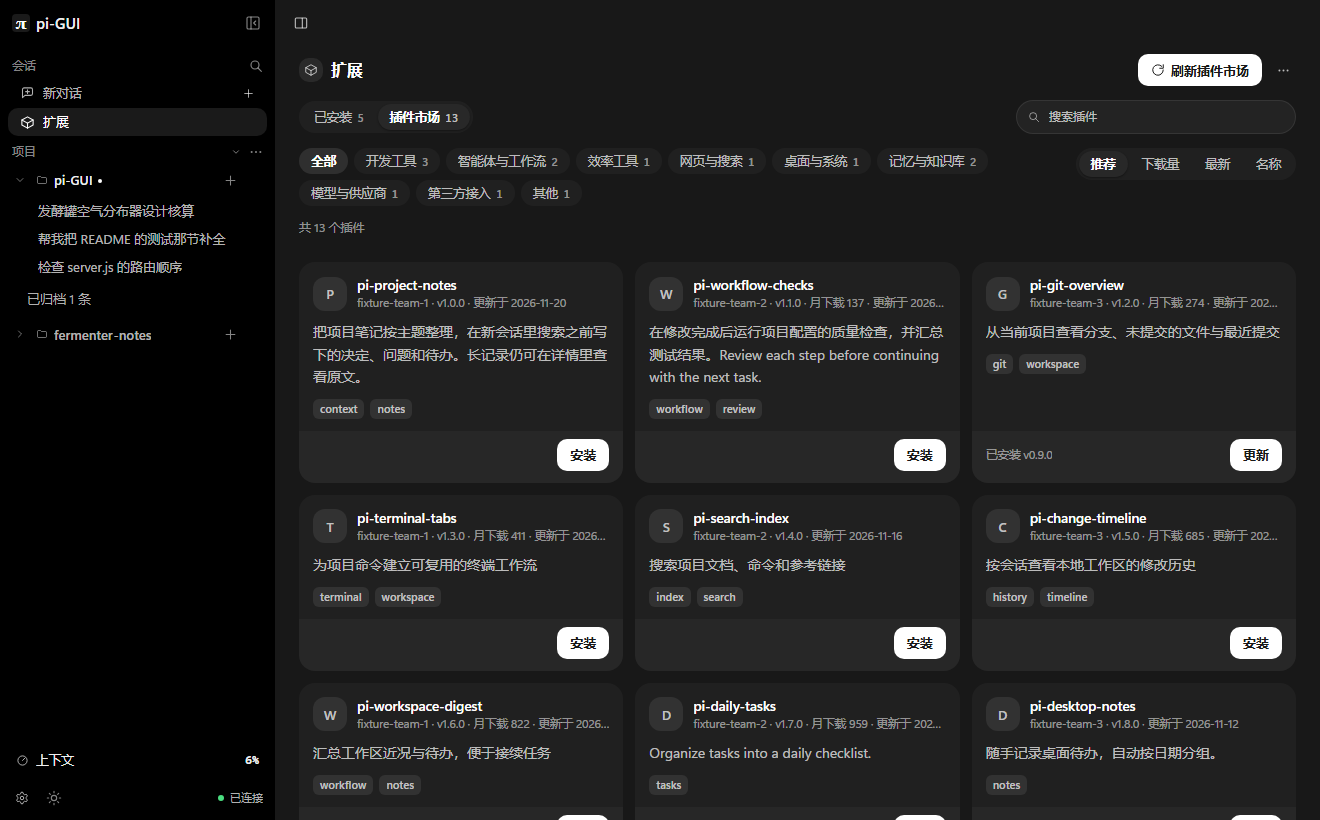 π pi-GUI
会话
新对话
扩展
项目
pi-GUI •
发酵罐空气分布器设计核算
帮我把 README 的测试那节补全
检查 server.js 的路由顺序
已归档 1 条
fermenter-notes
上下文 6%
已连接
扩展
刷新插件市场
已安装 5 插件市场 13
搜索插件
全部 开发工具 3 智能体与工作流 2 效率工具 1 网页与搜索 1 桌面与系统 1 记忆与知识库 2
模型与供应商 1 第三方接入 1 其他 1
推荐 下载量 最新 名称
共 13 个插件
P
pi-project-notes
fixture-team-1 · v1.0.0 · 更新于 2026-11-20
把项目笔记按主题整理，在新会话里搜索之前写
下的决定、问题和待办。长记录仍可在详情里查
看原文。
context notes
安装
W
pi-workflow-checks
fixture-team-2 · v1.1.0 · 月下载 137 · 更新于 2026...
在修改完成后运行项目配置的质量检查，并汇总
测试结果。Review each step before continuing
with the next task.
workflow review
安装
G
pi-git-overview
fixture-team-3 · v1.2.0 · 月下载 274 · 更新于 202...
从当前项目查看分支、未提交的文件与最近提交
git workspace
已安装 v0.9.0
更新
T
pi-terminal-tabs
fixture-team-1 · v1.3.0 · 月下载 411 · 更新于 2026...
为项目命令建立可复用的终端工作流
terminal workspace
安装
S
pi-search-index
fixture-team-2 · v1.4.0 · 更新于 2026-11-16
搜索项目文档、命令和参考链接
index search
安装
C
pi-change-timeline
fixture-team-3 · v1.5.0 · 月下载 685 · 更新于 202...
按会话查看本地工作区的修改历史
history timeline
安装
W
pi-workspace-digest
fixture-team-1 · v1.6.0 · 月下载 822 · 更新于 2026...
汇总工作区近况与待办，便于接续任务
workflow notes
D
pi-daily-tasks
fixture-team-2 · v1.7.0 · 月下载 959 · 更新于 202...
Organize tasks into a daily checklist.
tasks
D
pi-desktop-notes
fixture-team-3 · v1.8.0 · 更新于 2026-11-12
随手记录桌面待办，自动按日期分组。
notes